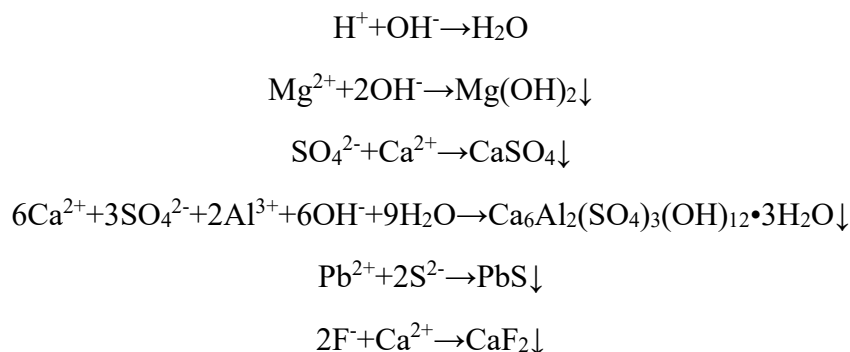 H⁺+OH⁻→H₂O
Mg²⁺+2OH⁻→Mg(OH)₂↓
SO₄²⁻+Ca²⁺→CaSO₄↓
6Ca²⁺+3SO₄²⁻+2Al³⁺+6OH⁻+9H₂O→Ca₆Al₂(SO₄)₃(OH)₁₂•3H₂O↓
Pb²⁺+2S²⁻→PbS↓
2F⁻+Ca²⁺→CaF₂↓